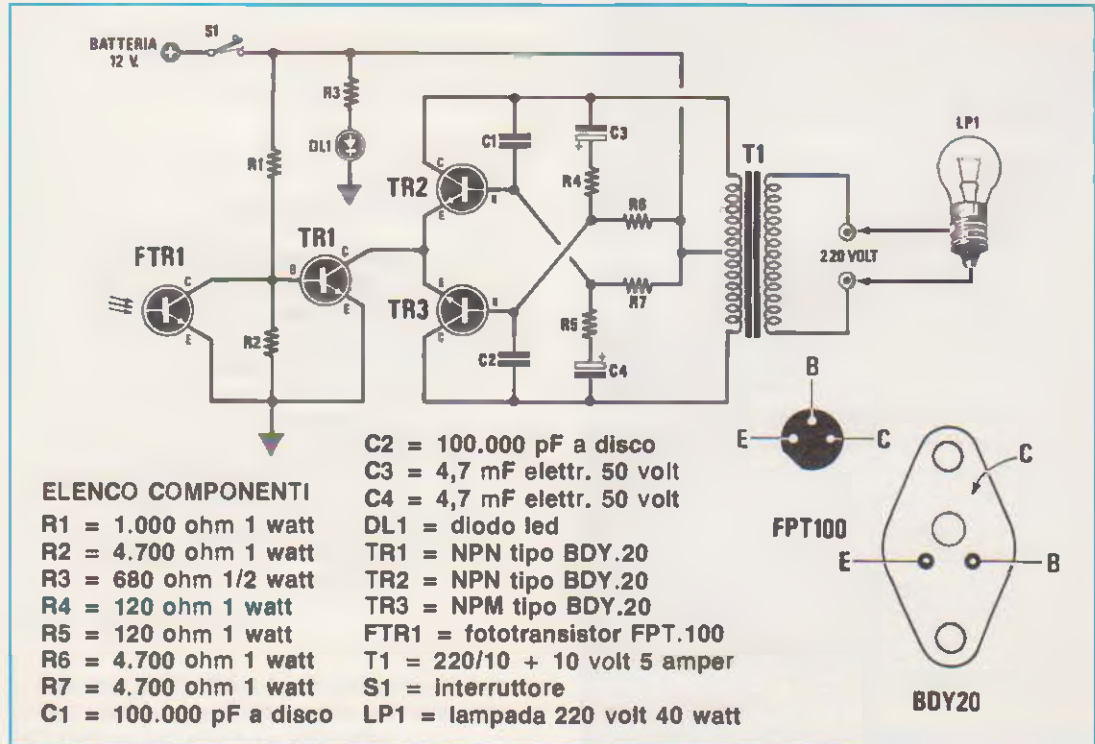 S1
BATTERIA
12 V.
R3
DL1
R1
C1
C3
TR2
R4
R6
T1
LP1
220 VOLT
FTR1
TR1
TR3
R7
R5
R2
C2
C4
C
B
E
C
B
E
C
E
E
C
B
E
C
FPT100
C
E
B
BDY20
C2 = 100.000 pF a disco
C3 = 4,7 mF elettr. 50 volt
C4 = 4,7 mF elettr. 50 volt
DL1 = diodo led
TR1 = NPN tipo BDY.20
TR2 = NPN tipo BDY.20
TR3 = NPM tipo BDY.20
FTR1 = fototransistor FPT.100
T1 = 220/10 + 10 volt 5 amper
S1 = interruttore
LP1 = lampada 220 volt 40 watt
ELENCO COMPONENTI
R1 = 1.000 ohm 1 watt
R2 = 4.700 ohm 1 watt
R3 = 680 ohm 1/2 watt
R4 = 120 ohm 1 watt
R5 = 120 ohm 1 watt
R6 = 4.700 ohm 1 watt
R7 = 4.700 ohm 1 watt
C1 = 100.000 pF a disco